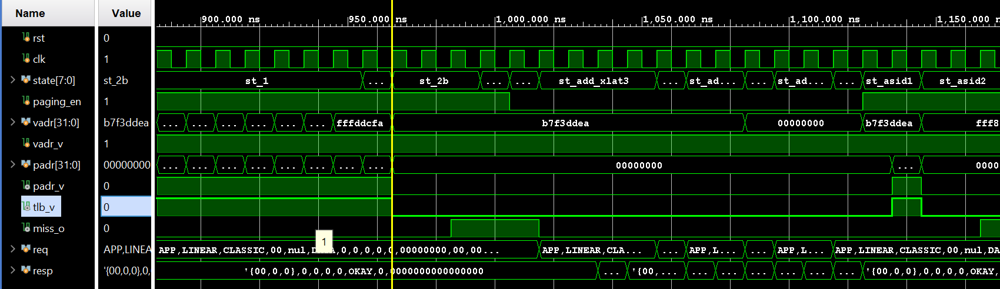 Name Value
900.000 ns 950.000 ns 1,000.000 ns 1,050.000 ns 1,100.000 ns 1,150.000 n
rst 0
clk 1
state[7:0] st_2b st_1 ... st_2b ... ... st_add_xlat3 ... st_ad... ... st_ad... ... st_asid1 st_asid2
paging_en 1
vadr[31:0] b7f3ddea ... ... ... ... ... ... fffddcfa b7f3ddea 00000000 b7f3ddea fff8
vadr_v 1
padr[31:0] 00000000 ... ... ... ... ... ... ... ... 00000000 ... 0000
padr_v 0
tlb_v 0
miss_o 0
req APP,LINEA APP,LINEAR,CLASSIC,00,nul,D 0,0,0,0,0,00000000,00,00... APP,LINEAR,CLA... ... APP,L... ... APP,L... APP,LINEAR,CLASSIC,00,nul,DA
1
resp '{00,0,0},0,0 '{00,0,0},0,0,0,0,OKAY,0,0000000000000000 ... '{00,... ... ... ... ... ... ... '{00,0,0},0,0,0,0,OKAY,